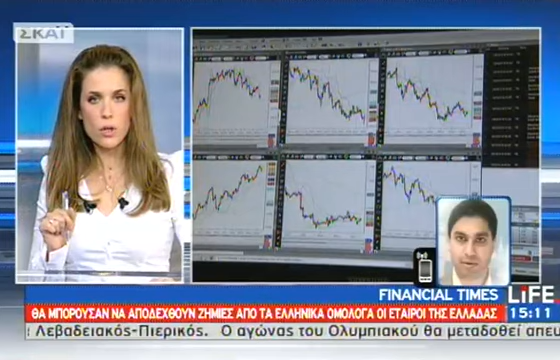 ΣΚΑΪ
FINANCIAL TIMES
LiFE
ΘΑ ΜΠΟΡΟΥΣΑΝ ΝΑ ΑΠΟΔΕΧΘΟΥΝ ΖΗΜΙΕΣ ΑΠΟ ΤΑ ΕΛΛΗΝΙΚΑ ΟΜΟΛΟΓΑ ΟΙ ΕΤΑΙΡΟΙ ΤΗΣ ΕΛΛΑΔΑΣ
15:11
Λεβαδειακός-Πιερικός. Ο αγώνας του Ολυμπιακού θα μεταδοθεί απευ